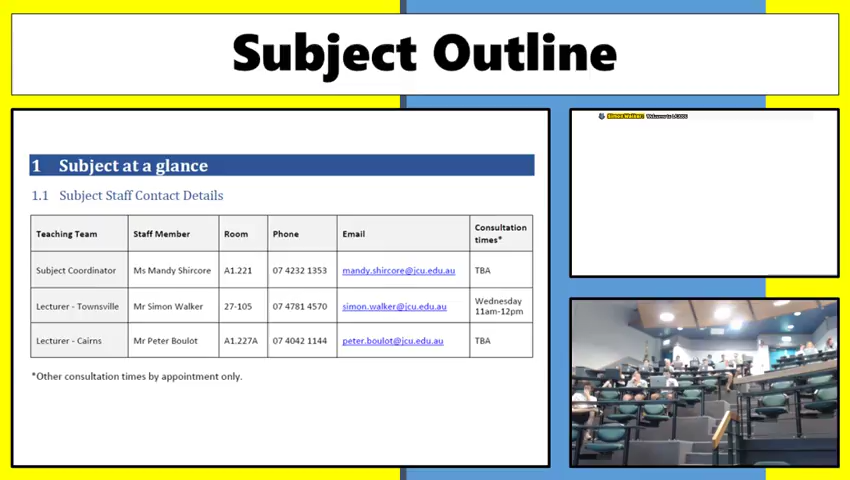 Subject Outline
1 Subject at a glance
1.1 Subject Staff Contact Details
Teaching Team Staff Member Room Phone Email Consultation times*
Subject Coordinator Ms Mandy Shircore A1.221 07 4232 1353 mandy.shircore@jcu.edu.au TBA
Lecturer - Townsville Mr Simon Walker 27-105 07 4781 4570 simon.walker@jcu.edu.au Wednesday 11am-12pm
Lecturer - Cairns Mr Peter Boulot A1.227A 07 4042 1144 peter.boulot@jcu.edu.au TBA
*Other consultation times by appointment only.
Simon Walker: Welcome to